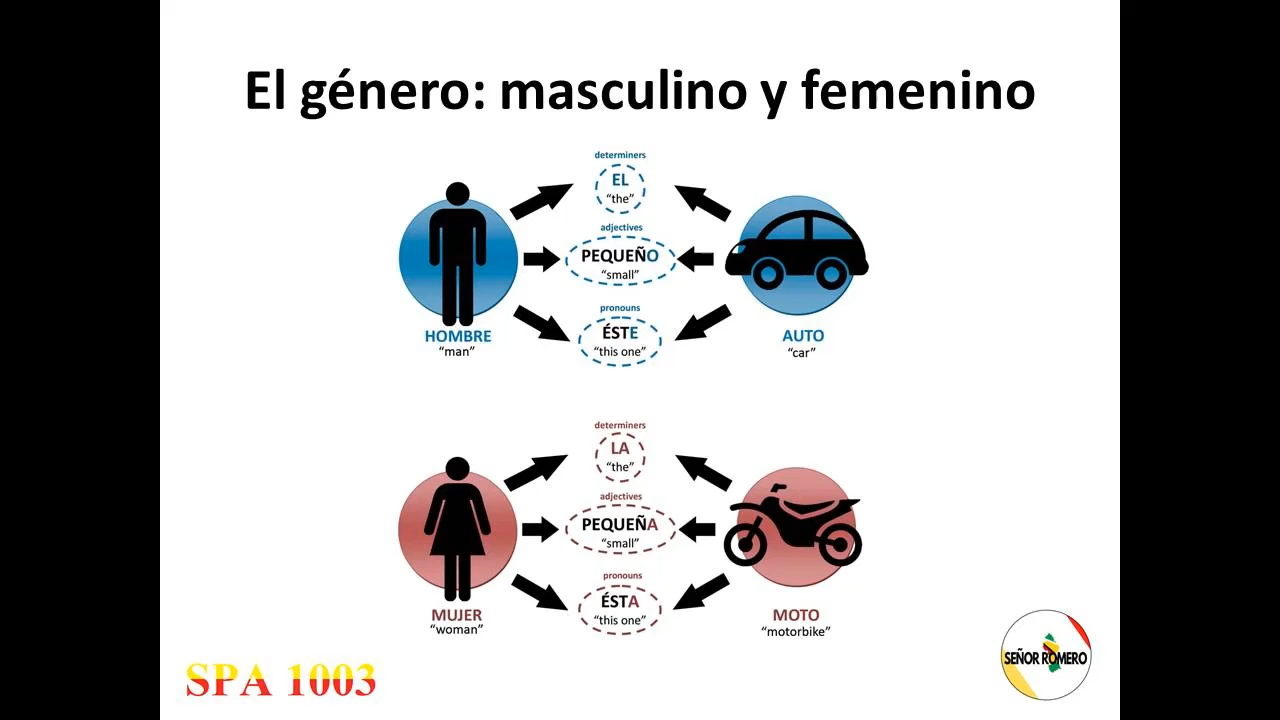 El género: masculino y femenino
determiners
EL
"the"
adjectives
PEQUEÑO
"small"
pronouns
ÉSTE
"this one"
HOMBRE
"man"
AUTO
"car"
determiners
LA
"the"
adjectives
PEQUEÑA
"small"
pronouns
ÉSTA
"this one"
MUJER
"woman"
MOTO
"motorbike"
SEÑOR ROMERO
SPA 1003